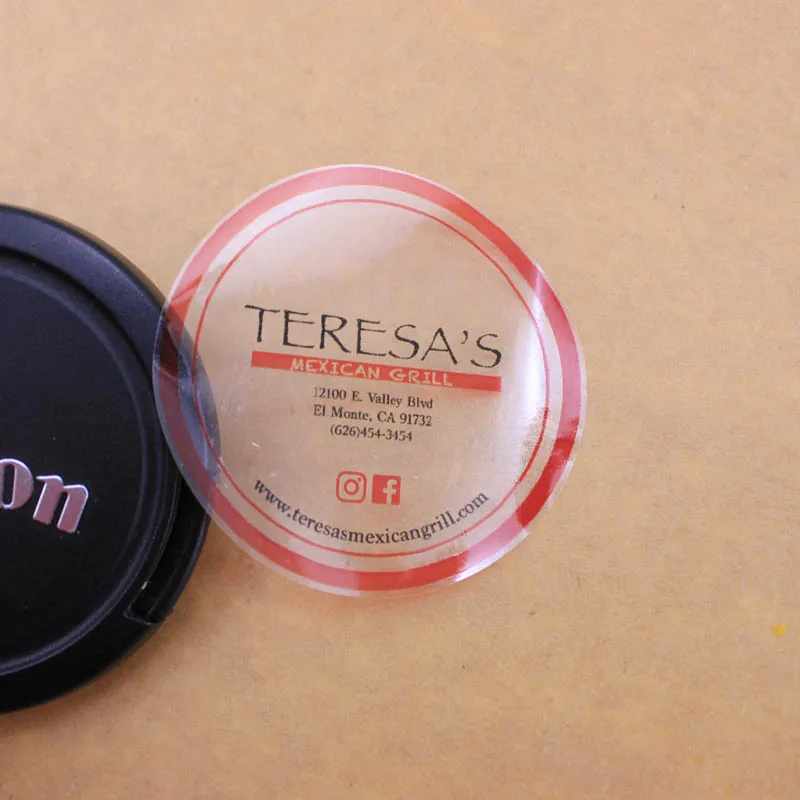 TERESA'S
MEXICAN GRILL
12100 E. Valley Blvd
El Monte, CA 91732
(626)454-3454
www.teresasmexicangrill.com
on